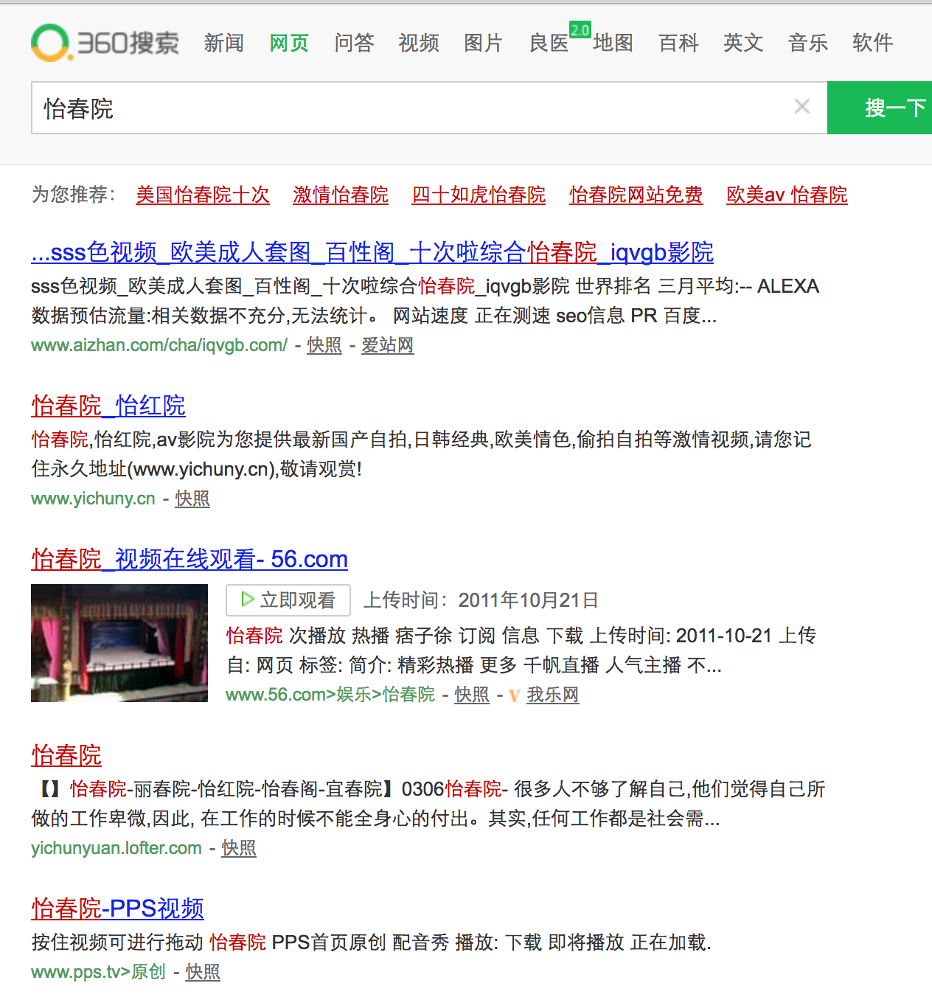 360搜索 新闻 网页 问答 视频 图片 良医 2.0 地图 百科 英文 音乐 软件
怡春院 × 搜一下
为您推荐： 美国怡春院十次 激情怡春院 四十如虎怡春院 怡春院网站免费 欧美av 怡春院
...sss色视频_欧美成人套图_百性阁_十次啦综合怡春院_iqvgb影院
sss色视频_欧美成人套图_百性阁_十次啦综合怡春院_iqvgb影院 世界排名 三月平均:-- ALEXA
数据预估流量:相关数据不充分,无法统计。 网站速度 正在测速 seo信息 PR 百度...
www.aizhan.com/cha/iqvgb.com/ - 快照 - 爱站网
怡春院_怡红院
怡春院,怡红院,av影院为您提供最新国产自拍,日韩经典,欧美情色,偷拍自拍等激情视频,请您记
住永久地址(www.yichuny.cn),敬请观赏!
www.yichuny.cn - 快照
怡春院_视频在线观看- 56.com
立即观看 上传时间：2011年10月21日
怡春院 次播放 热播 痞子徐 订阅 信息 下载 上传时间: 2011-10-21 上传
自: 网页 标签: 简介: 精彩热播 更多 千帆直播 人气主播 不...
www.56.com>娱乐>怡春院 - 快照 - V 我乐网
怡春院
【】怡春院-丽春院-怡红院-怡春阁-宜春院】0306怡春院- 很多人不够了解自己,他们觉得自己所
做的工作卑微,因此, 在工作的时候不能全身心的付出。其实,任何工作都是社会需...
yichunyuan.lofter.com - 快照
怡春院-PPS视频
按住视频可进行拖动 怡春院 PPS首页原创 配音秀 播放: 下载 即将播放 正在加载.
www.pps.tv>原创 - 快照